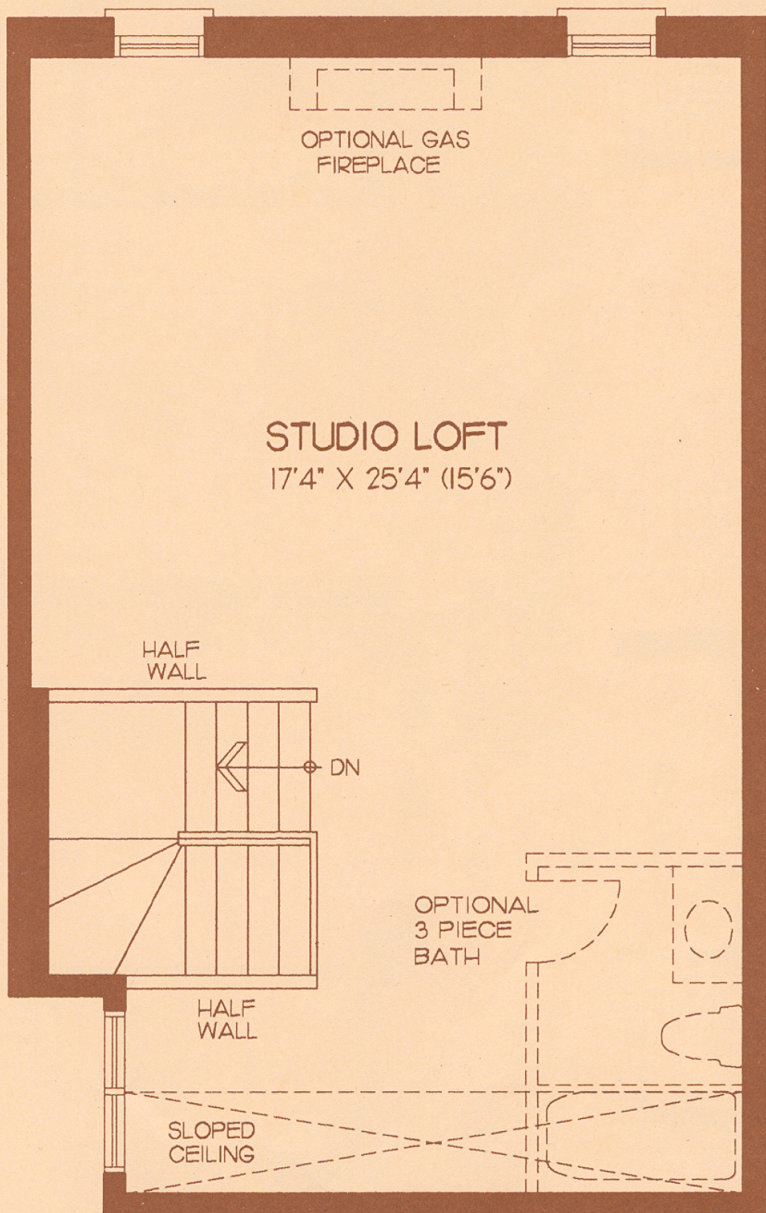 OPTIONAL GAS
FIREPLACE
STUDIO LOFT
17'4" X 25'4" (15'6")
HALF
WALL
DN
OPTIONAL
3 PIECE
BATH
HALF
WALL
SLOPED
CEILING